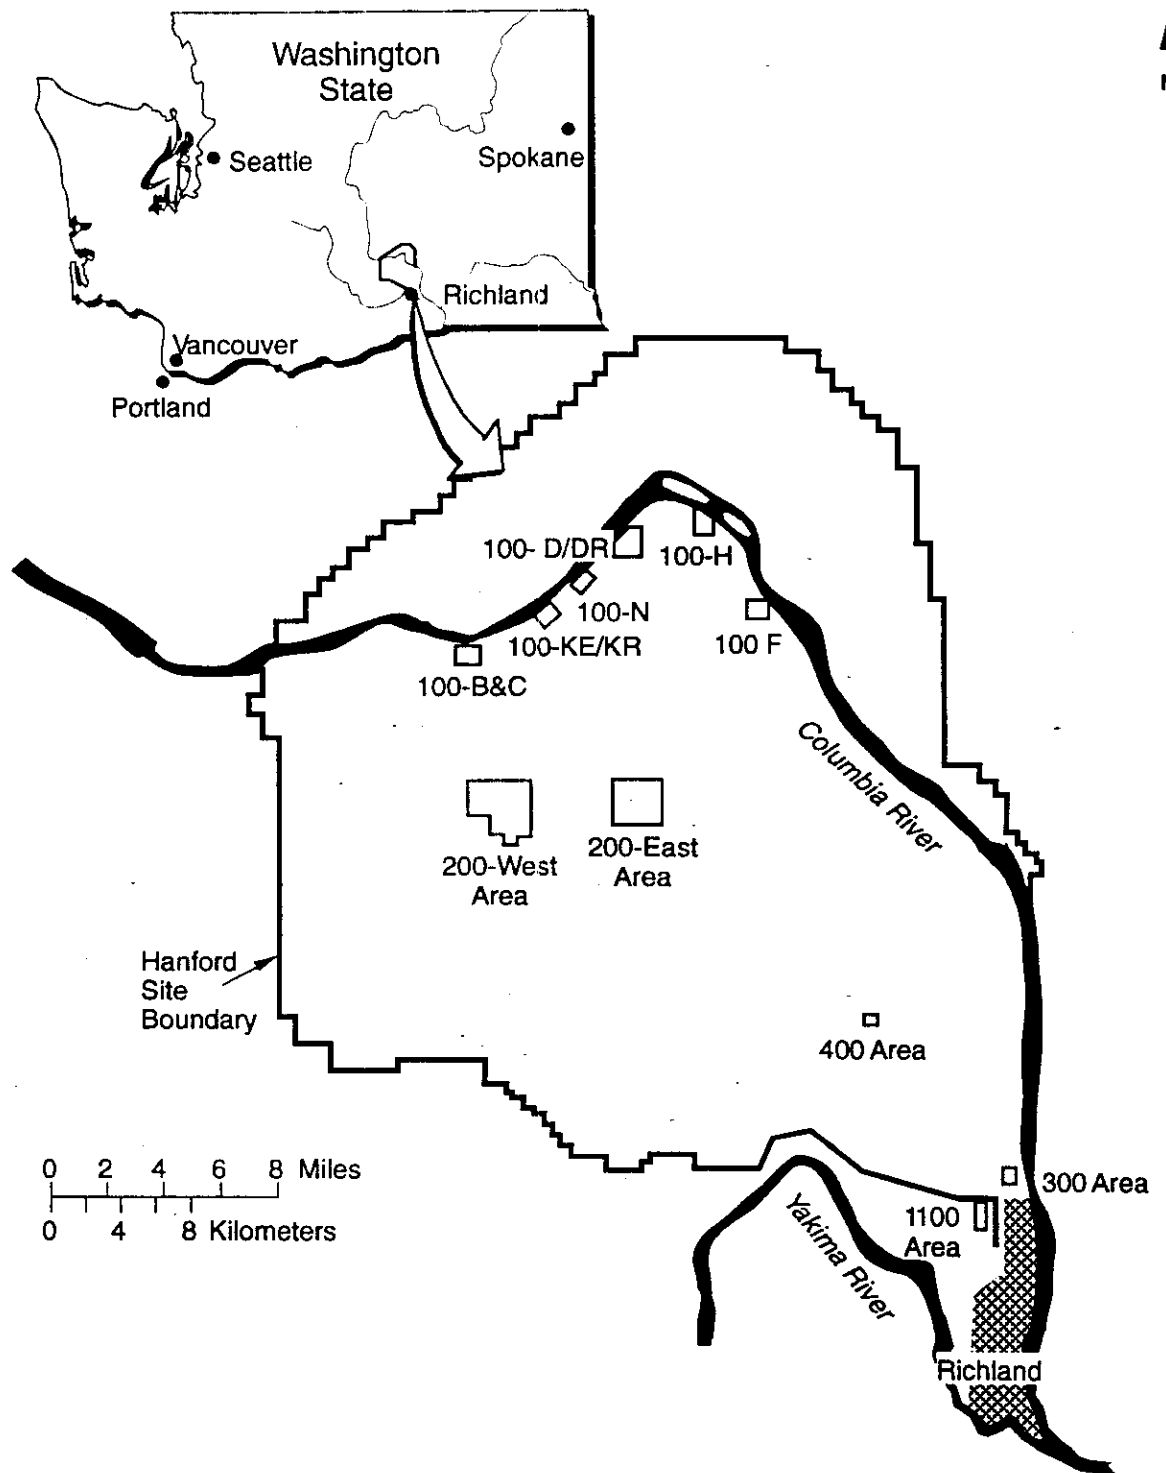 Washington
State
Seattle
Spokane
Richland
Vancouver
Portland
100- D/DR
100-H
100-N
100-KE/KR
100 F
100-B&C
Columbia River
200-West
Area
200-East
Area
Hanford
Site
Boundary
400 Area
0 2 4 6 8 Miles
0 4 8 Kilometers
300 Area
1100
Area
Yakima River
Richland